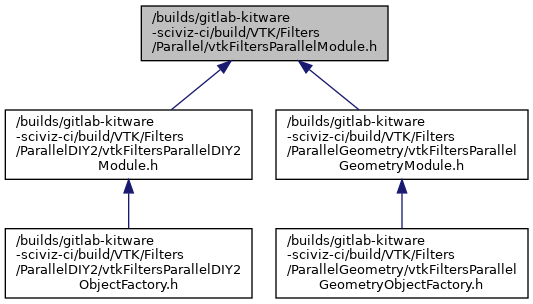 /builds/gitlab-kitware
-sciviz-ci/build/VTK/Filters
/Parallel/vtkFiltersParallelModule.h
/builds/gitlab-kitware
-sciviz-ci/build/VTK/Filters
/ParallelDIY2/vtkFiltersParallelDIY2
Module.h
/builds/gitlab-kitware
-sciviz-ci/build/VTK/Filters
/ParallelGeometry/vtkFiltersParallel
GeometryModule.h
/builds/gitlab-kitware
-sciviz-ci/build/VTK/Filters
/ParallelDIY2/vtkFiltersParallelDIY2
ObjectFactory.h
/builds/gitlab-kitware
-sciviz-ci/build/VTK/Filters
/ParallelGeometry/vtkFiltersParallel
GeometryObjectFactory.h